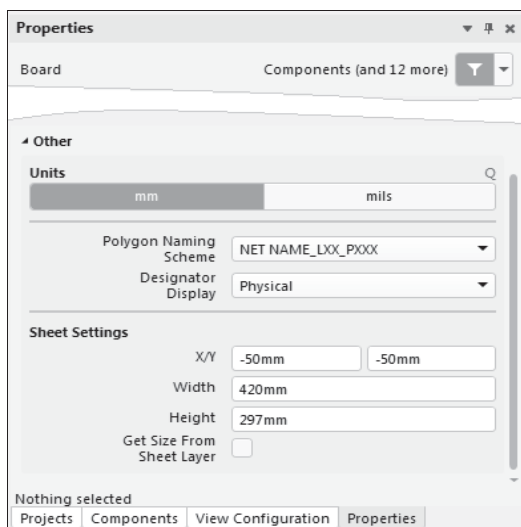 Properties
Board Components (and 12 more)
Other
Units Q
mm mils
Polygon Naming
Scheme NET NAME_LXX_PXXX
Designator
Display Physical
Sheet Settings
X/Y -50mm -50mm
Width 420mm
Height 297mm
Get Size From
Sheet Layer
Nothing selected
Projects Components View Configuration Properties